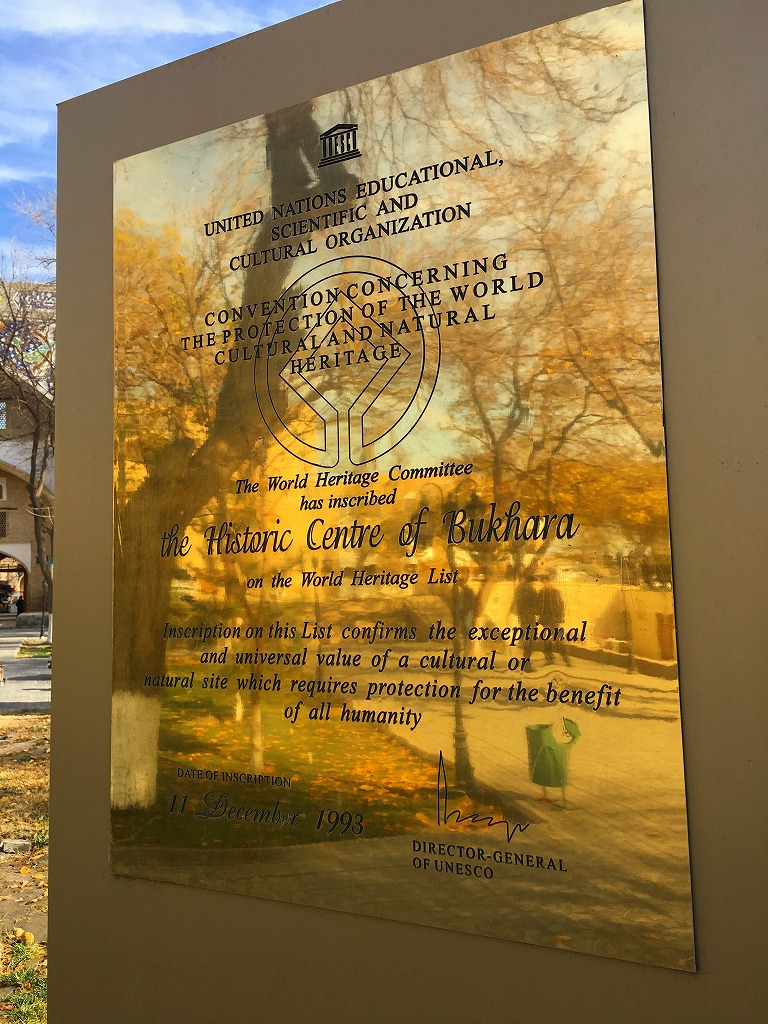 UNITED NATIONS EDUCATIONAL,
SCIENTIFIC AND
CULTURAL ORGANIZATION
CONVENTION CONCERNING
THE PROTECTION OF THE WORLD
CULTURAL AND NATURAL
HERITAGE
The World Heritage Committee
has inscribed
the Historic Centre of Bukhara
on the World Heritage List
Inscription on this List confirms the exceptional
and universal value of a cultural or
natural site which requires protection for the benefit
of all humanity
DATE OF INSCRIPTION
11 December 1993
DIRECTOR-GENERAL
OF UNESCO